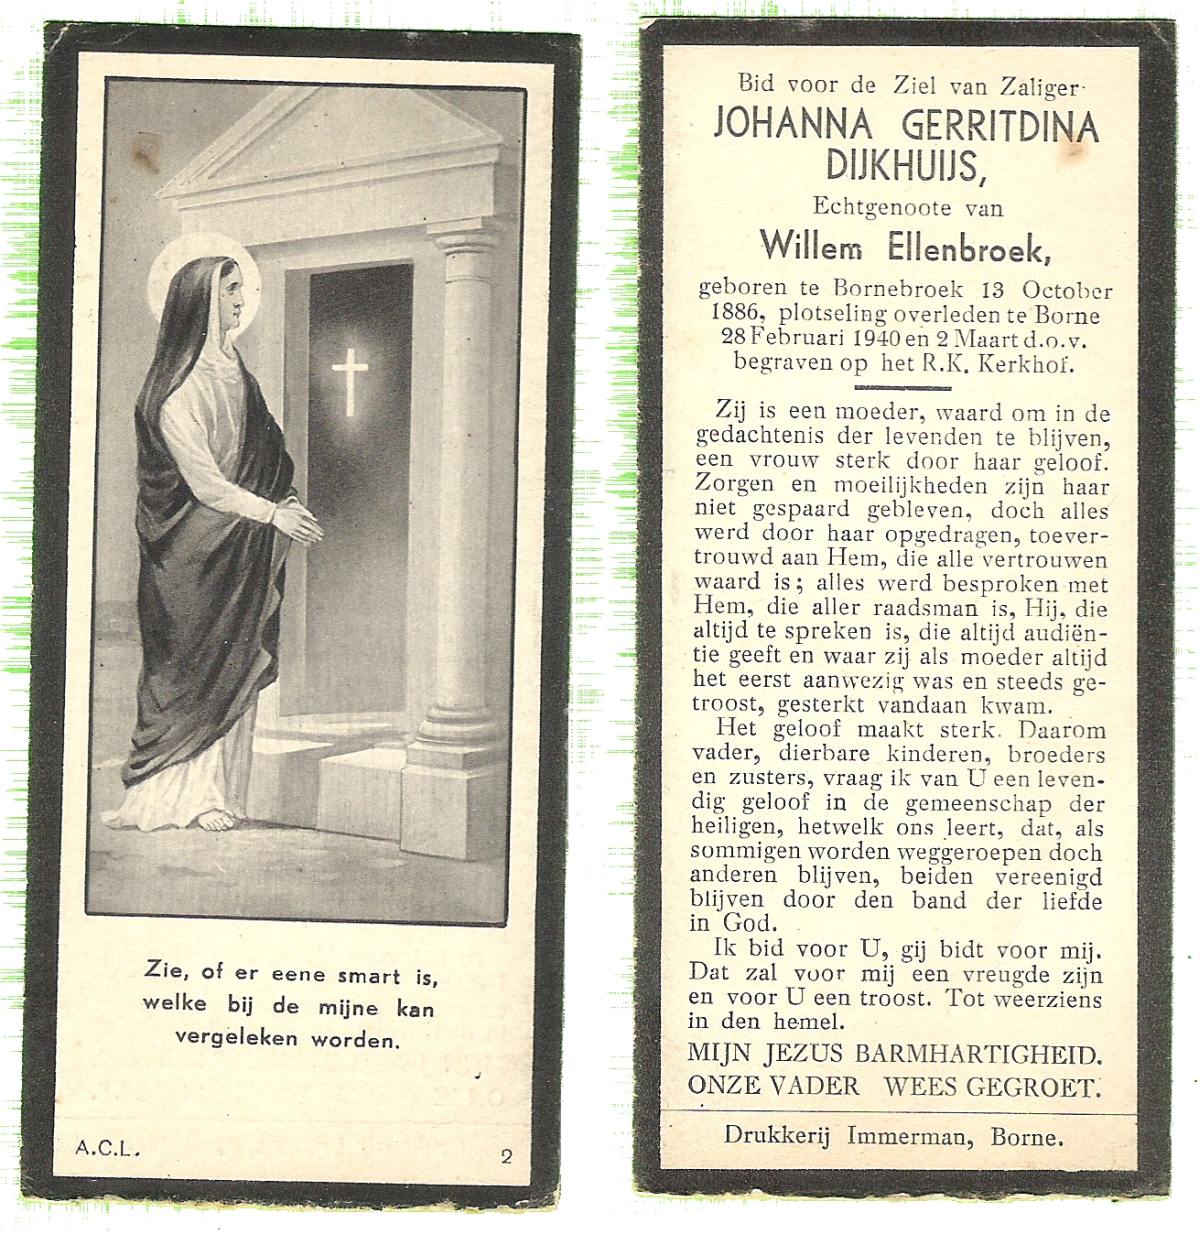 Zie, of er eene smart is,
welke bij de mijne kan
vergeleken worden.
A.C.L.
2
Bid voor de Ziel van Zaliger
JOHANNA GERRITDINA
DIJKHUIJS,
Echtgenoote van
Willem Ellenbroek,
geboren te Bornebroek 13 October
1886, plotseling overleden te Borne
28 Februari 1940 en 2 Maart d.o.v.
begraven op het R.K. Kerkhof.
Zij is een moeder, waard om in de
gedachtenis der levenden te blijven,
een vrouw sterk door haar geloof.
Zorgen en moeilijkheden zijn haar
niet gespaard gebleven, doch alles
werd door haar opgedragen, toever-
trouwd aan Hem, die alle vertrouwen
waard is; alles werd besproken met
Hem, die aller raadsman is, Hij, die
altijd te spreken is, die altijd audiën-
tie geeft en waar zij als moeder altijd
het eerst aanwezig was en steeds ge-
troost, gesterkt vandaan kwam.
Het geloof maakt sterk. Daarom
vader, dierbare kinderen, broeders
en zusters, vraag ik van U een leven-
dig geloof in de gemeenschap der
heiligen, hetwelk ons leert, dat, als
sommigen worden weggeroepen doch
anderen blijven, beiden vereenigd
blijven door den band der liefde
in God.
Ik bid voor U, gij bidt voor mij.
Dat zal voor mij een vreugde zijn
en voor U een troost. Tot weerziens
in den hemel.
MIJN JEZUS BARMHARTIGHEID.
ONZE VADER WEES GEGROET.
Drukkerij Immerman, Borne.